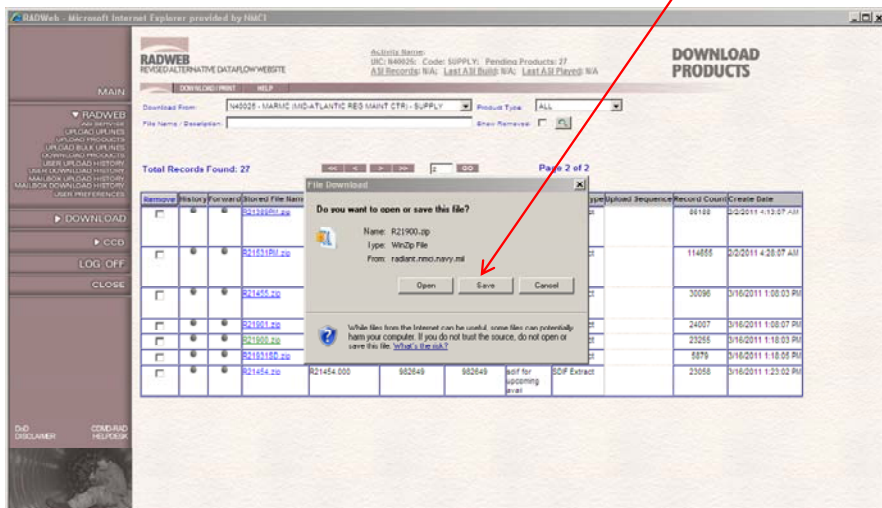 RADWeb - Microsoft Internet Explorer provided by NMCI
RADWEB
REVISED ALTERNATIVE DATAFLOW WEBSITE
Activity Name:
UIC: N40025: Code: SUPPLY: Pending Products: 27
ASI Records: N/A; Last ASI Build: N/A; Last ASI Played: N/A
DOWNLOAD
PRODUCTS
DOWNLOAD / PRINT HELP
MAIN
RADWEB
UPLOAD UPLINES
UPLOAD PRODUCTS
UPLOAD BULK UPLINES
DOWNLOAD PRODUCTS
USER UPLOAD HISTORY
USER DOWNLOAD HISTORY
MAILBOX UPLOAD HISTORY
MAILBOX DOWNLOAD HISTORY
USER PREFERENCES
DOWNLOAD
CCD
LOG OFF
CLOSE
DoD
DISCLAIMER
COMD-RAD
HELPDESK
Download From: N40025 - MARMC (MID-ATLANTIC REG MAINT CTR) - SUPPLY Product Type: ALL
File Name / Description: Show Removed:
Total Records Found: 27 << < > >> 2 GO Page 2 of 2
Remove History Forward Stored File Name Type Upload Sequence Record Count Create Date
R21389PM.zip 88188 2/2/2011 4:13:07 AM
R21531PM.zip 114655 2/2/2011 4:28:07 AM
R21455.zip 30096 3/16/2011 1:08:03 PM
R21901.zip 24007 3/16/2011 1:08:07 PM
R21900.zip 23255 3/16/2011 1:18:03 PM
R21931SD.zip 5879 3/16/2011 1:18:05 PM
R21454.zip R21454.000 982649 982649 asif for upcoming avail SDIF Extract 23058 3/16/2011 1:23:02 PM
File Download
Do you want to open or save this file?
Name: R21900.zip
Type: WinZip File
From: radiant.nmci.navy.mil
Open Save Cancel
While files from the Internet can be useful, some files can potentially
harm your computer. If you do not trust the source, do not open or
save this file. What's the risk?